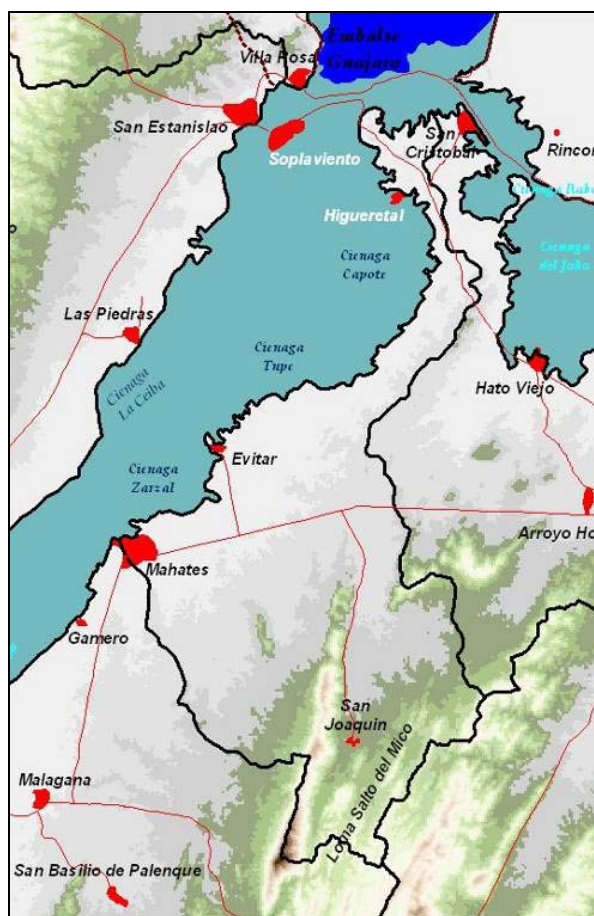 Embalse
Guajaro
Villa Rosa
San Estanislao
Soplaviento
San
Cristobal
Rincon
Higueretal
Cienaga
del Jobo
Cienaga
Capote
Las Piedras
Cienaga
Tupe
Cienaga
La Ceiba
Hato Viejo
Evitar
Cienaga
Zarzal
Arroyo Ho
Mahates
Gamero
San
Joaquin
Loma Salto del Mico
Malagana
San Basilio de Palenque